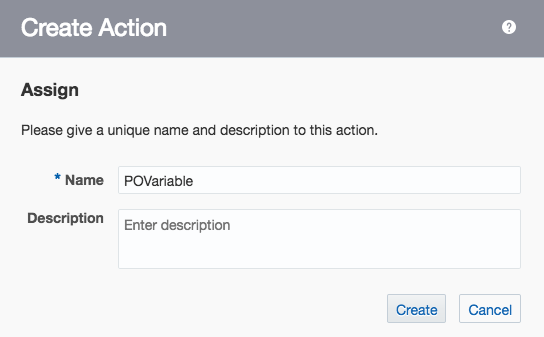 Create Action
?
Assign
Please give a unique name and description to this action.
* Name POVariable
Description Enter description
Create Cancel